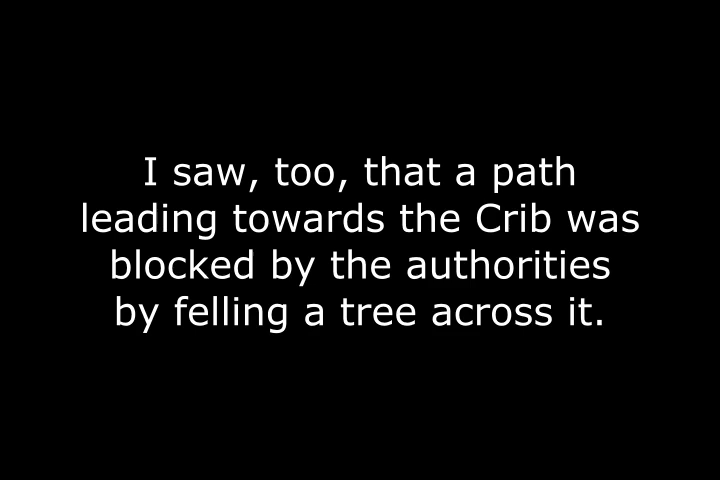 I saw, too, that a path
leading towards the Crib was
blocked by the authorities
by felling a tree across it.